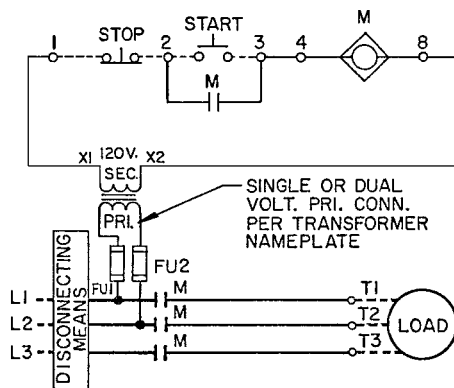 1 STOP 2 START 3 4 M 8
M
X1 120V. X2
SEC.
PRI.
SINGLE OR DUAL
VOLT. PRI. CONN.
PER TRANSFORMER
NAMEPLATE
DISCONNECTING
MEANS
FU1 FU2
L1 M T1
L2 M T2
L3 M T3
LOAD